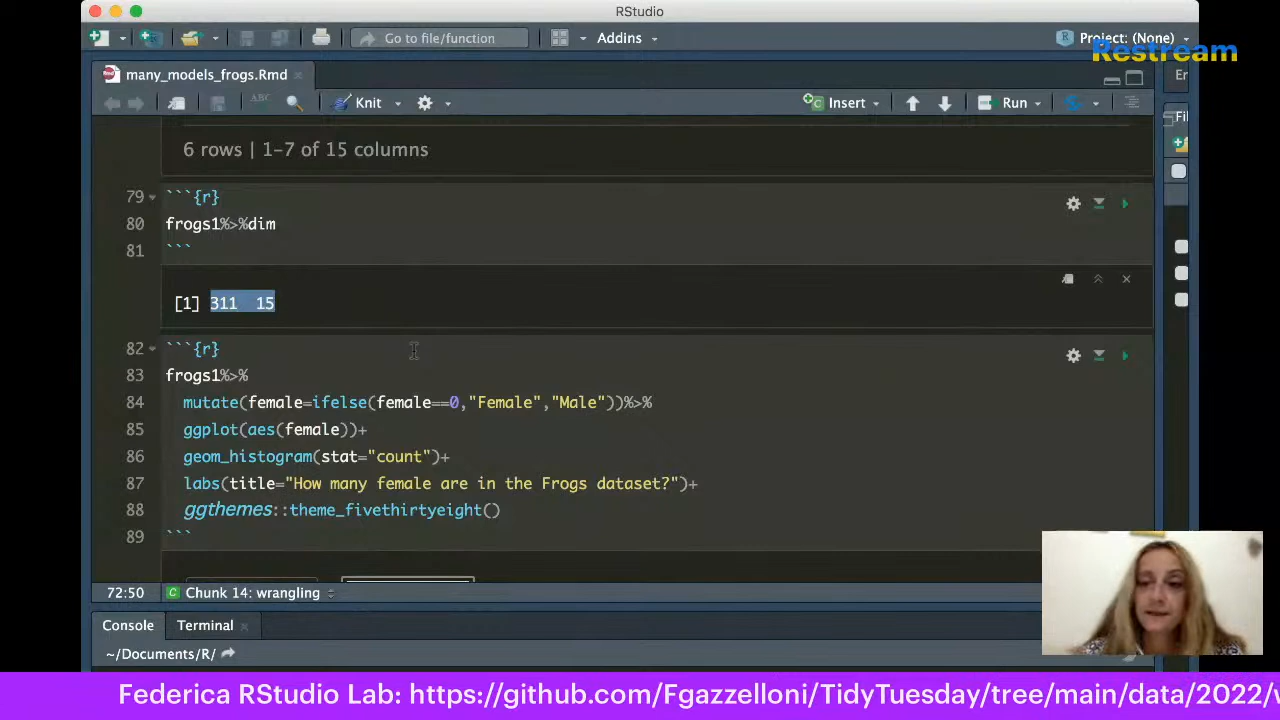 RStudio
Go to file/function
Addins
Project: (None)
Restream
many_models_frogs.Rmd
En
ABC
Knit
Insert
Run
Fil
6 rows | 1-7 of 15 columns
79 ```{r}
80 frogs1%>%dim
81 ```
[1] 311 15
82 ```{r}
83 frogs1%>%
84 mutate(female=ifelse(female==0,"Female","Male"))%>%
85 ggplot(aes(female))+
86 geom_histogram(stat="count")+
87 labs(title="How many female are in the Frogs dataset?")+
88 ggthemes::theme_fivethirtyeight()
89 ```
72:50
Chunk 14: wrangling
Console
Terminal
~/Documents/R/
Federica RStudio Lab: https://github.com/Fgazzelloni/TidyTuesday/tree/main/data/2022/w